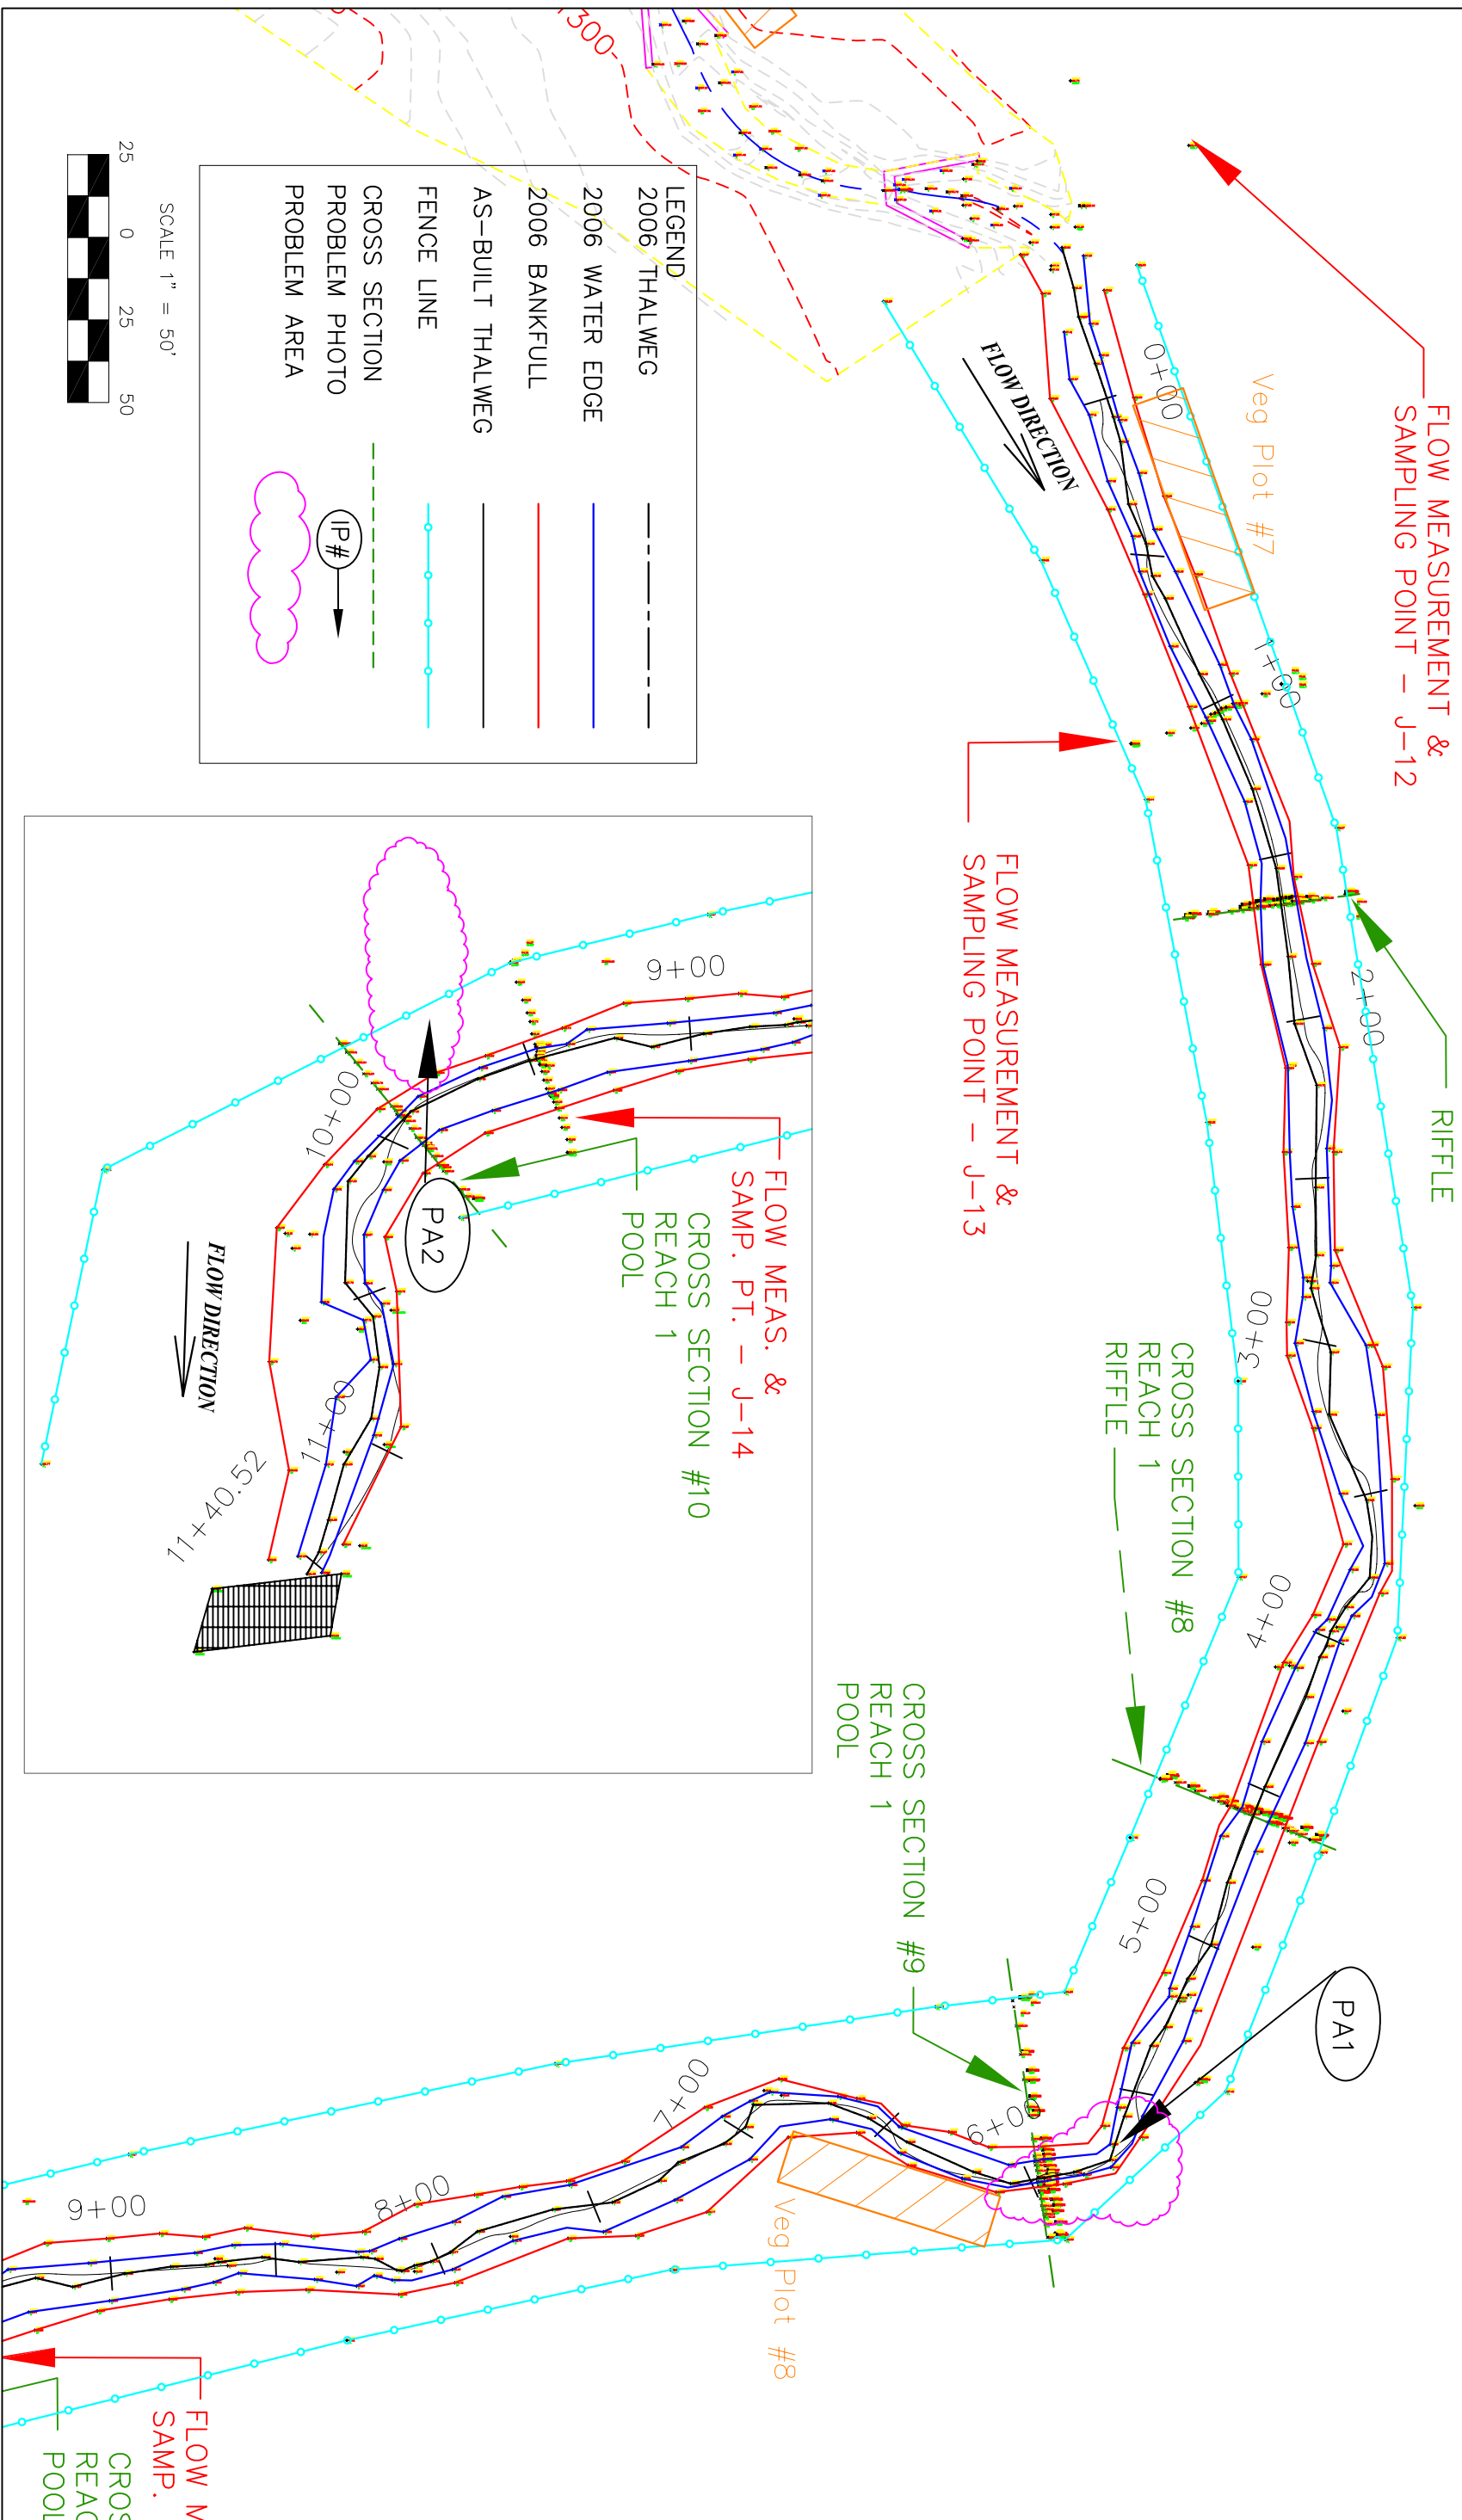 1300
FLOW MEASUREMENT &
SAMPLING POINT - J-12
Veg Plot #7
0+00
FLOW DIRECTION
1+00
FLOW MEASUREMENT &
SAMPLING POINT - J-13
2+00
RIFFLE
3+00
CROSS SECTION #8
REACH 1
RIFFLE
4+00
5+00
PA1
CROSS SECTION #9
REACH 1
POOL
6+00
7+00
Veg Plot #8
8+00
9+00
FLOW M
SAMP.
CROS
REAC
POOL
LEGEND
2006 THALWEG
2006 WATER EDGE
2006 BANKFULL
AS-BUILT THALWEG
FENCE LINE
CROSS SECTION
PROBLEM PHOTO
IP#
PROBLEM AREA
SCALE 1" = 50'
25 0 25 50
9+00
10+00
PA2
FLOW MEAS. &
SAMP. PT. - J-14
CROSS SECTION #10
REACH 1
POOL
FLOW DIRECTION
11+00
11+40.52